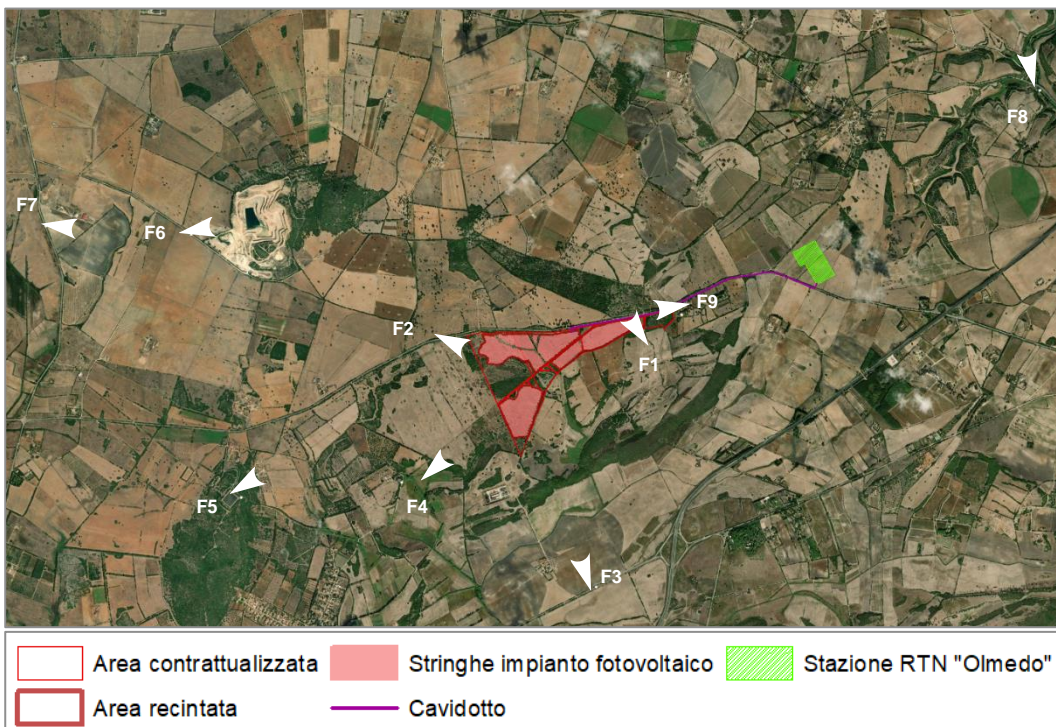 F8
F7
F6
F9
F2
F1
F5
F4
F3
Area contrattualizzata
Stringhe impianto fotovoltaico
Stazione RTN "Olmedo"
Area recintata
Cavidotto